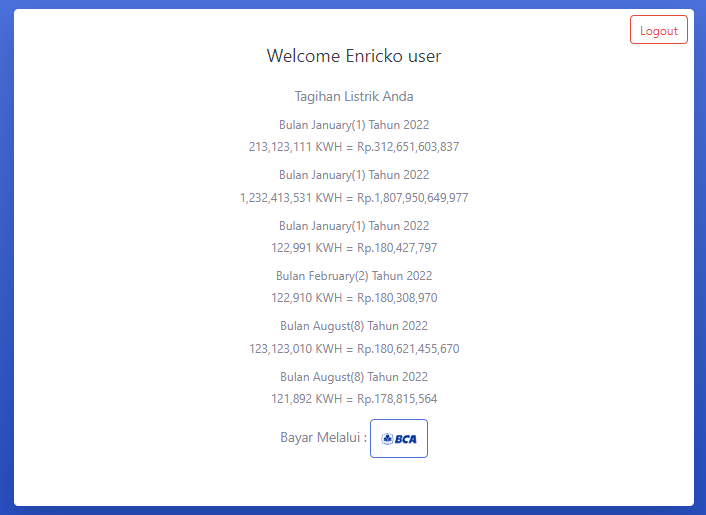 Logout
Welcome Enricko user
Tagihan Listrik Anda
Bulan January(1) Tahun 2022
213,123,111 KWH = Rp.312,651,603,837
Bulan January(1) Tahun 2022
1,232,413,531 KWH = Rp.1,807,950,649,977
Bulan January(1) Tahun 2022
122,991 KWH = Rp.180,427,797
Bulan February(2) Tahun 2022
122,910 KWH = Rp.180,308,970
Bulan August(8) Tahun 2022
123,123,010 KWH = Rp.180,621,455,670
Bulan August(8) Tahun 2022
121,892 KWH = Rp.178,815,564
Bayar Melalui : BCA